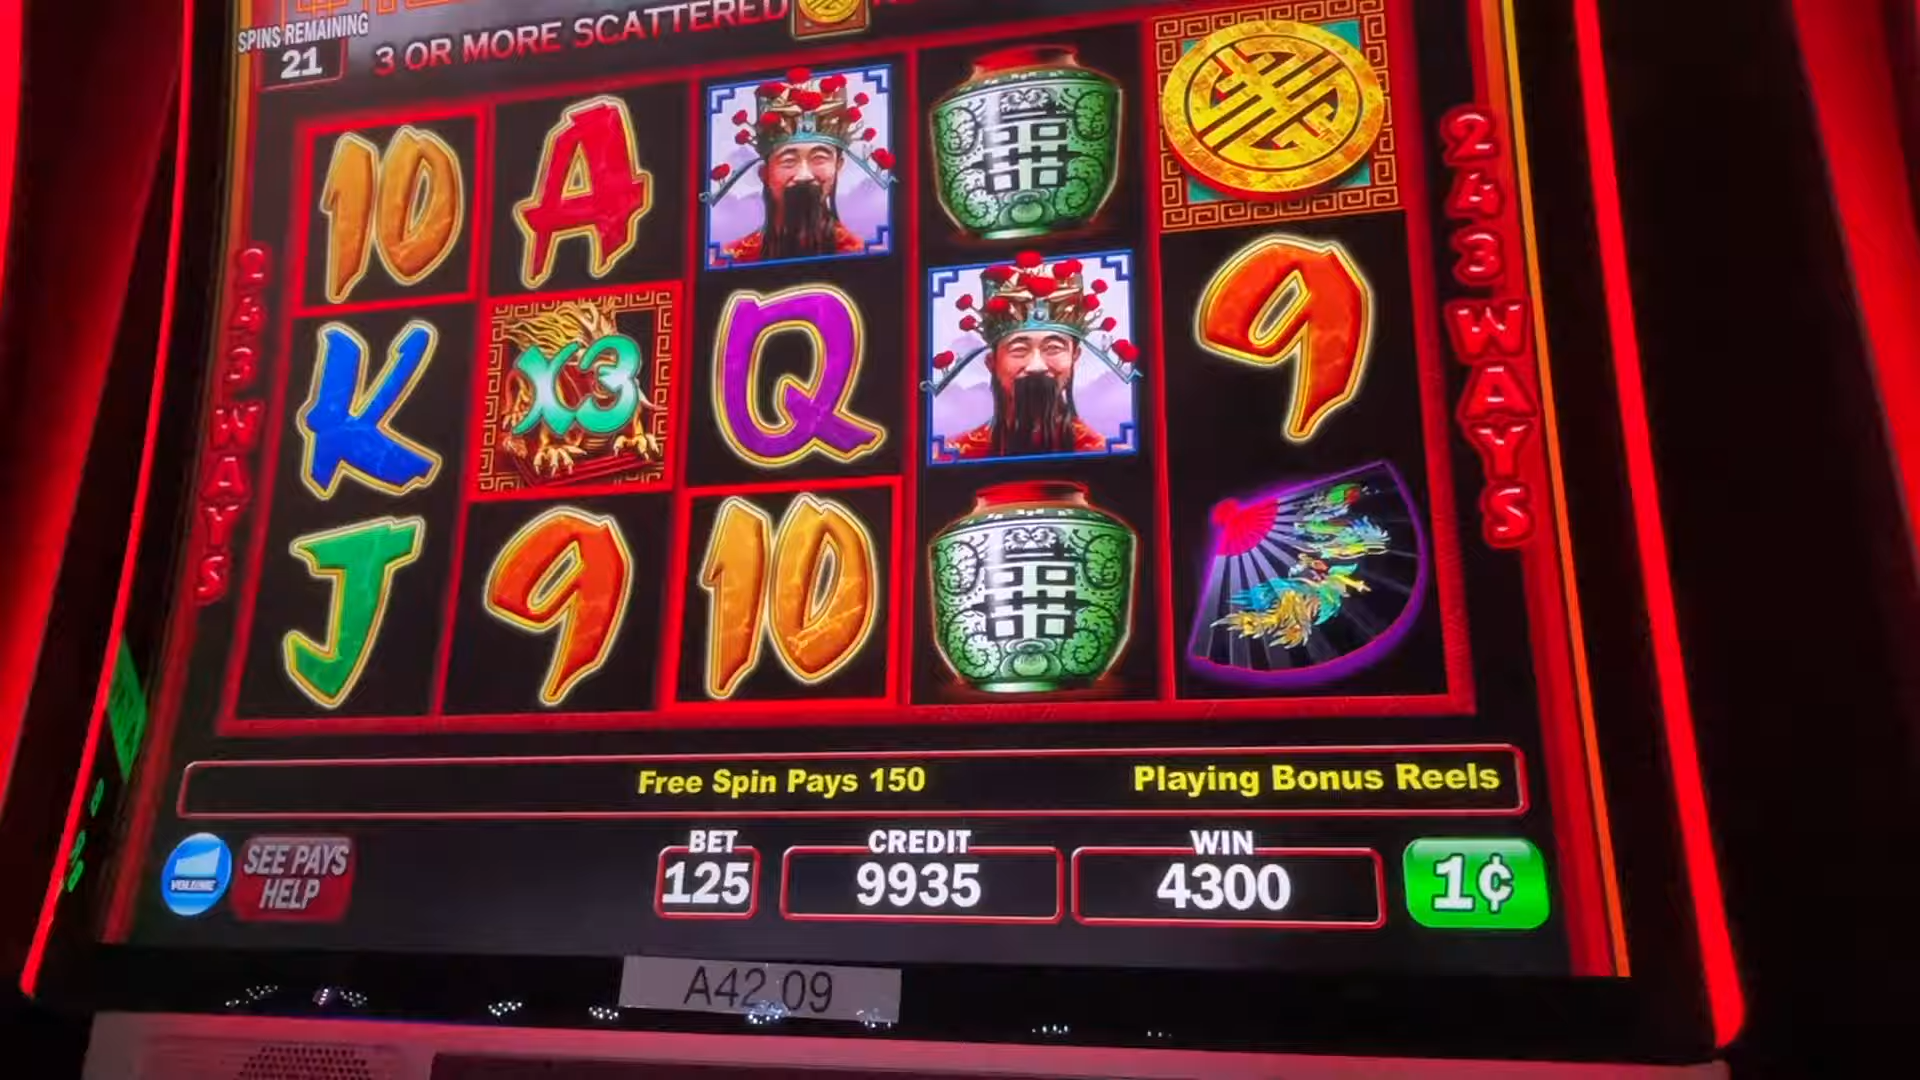 SPINS REMAINING
21
3 OR MORE SCATTERED
10
A
K
X3
Q
9
J
9
10
243 WAYS
243 WAYS
Free Spin Pays 150
Playing Bonus Reels
VOLUME
SEE PAYS
HELP
BET
125
CREDIT
9935
WIN
4300
1¢
A42 09